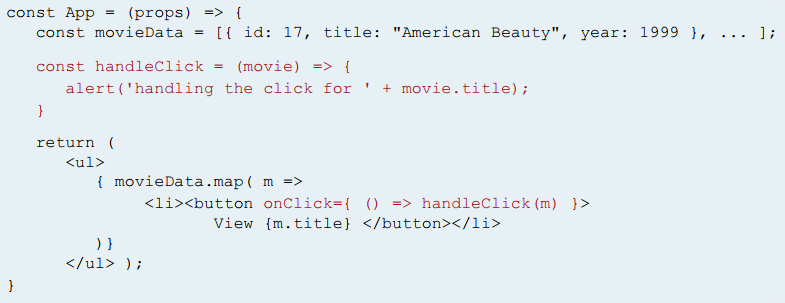 const App = (props) => {
const movieData = [{ id: 17, title: "American Beauty", year: 1999 }, ... ];
const handleClick = (movie) => {
alert('handling the click for ' + movie.title);
}
return (
<ul>
{ movieData.map( m =>
<li><button onClick={ () => handleClick(m) }>
View {m.title} </button></li>
)}
</ul> );
}